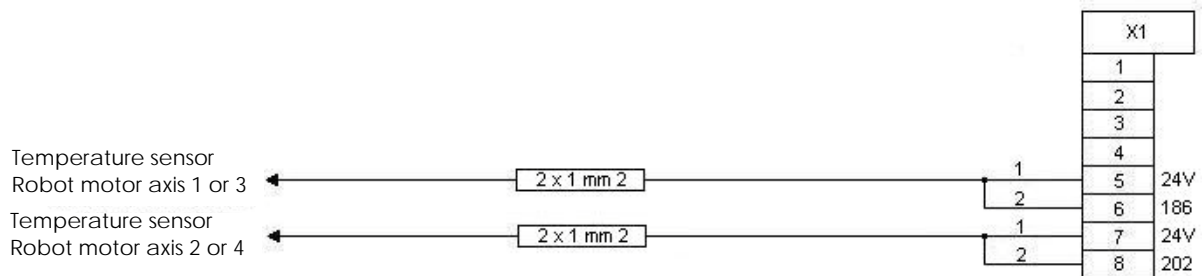 X1
1
2
3
4
Temperature sensor
Robot motor axis 1 or 3
2 x 1 mm 2
1
5
24V
2
6
186
Temperature sensor
Robot motor axis 2 or 4
2 x 1 mm 2
1
7
24V
2
8
202